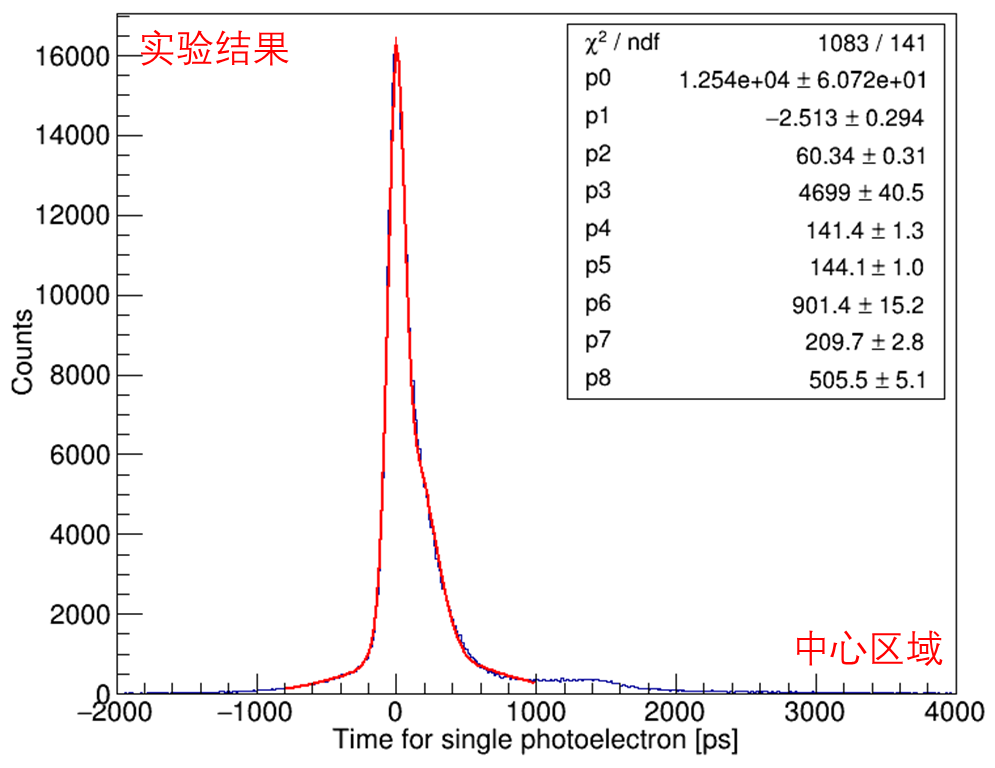 实验结果
χ² / ndf 1083 / 141
p0 1.254e+04 ± 6.072e+01
p1 −2.513 ± 0.294
p2 60.34 ± 0.31
p3 4699 ± 40.5
p4 141.4 ± 1.3
p5 144.1 ± 1.0
p6 901.4 ± 15.2
p7 209.7 ± 2.8
p8 505.5 ± 5.1
Counts
16000
14000
12000
10000
8000
6000
4000
2000
0
中心区域
−2000 −1000 0 1000 2000 3000 4000
Time for single photoelectron [ps]